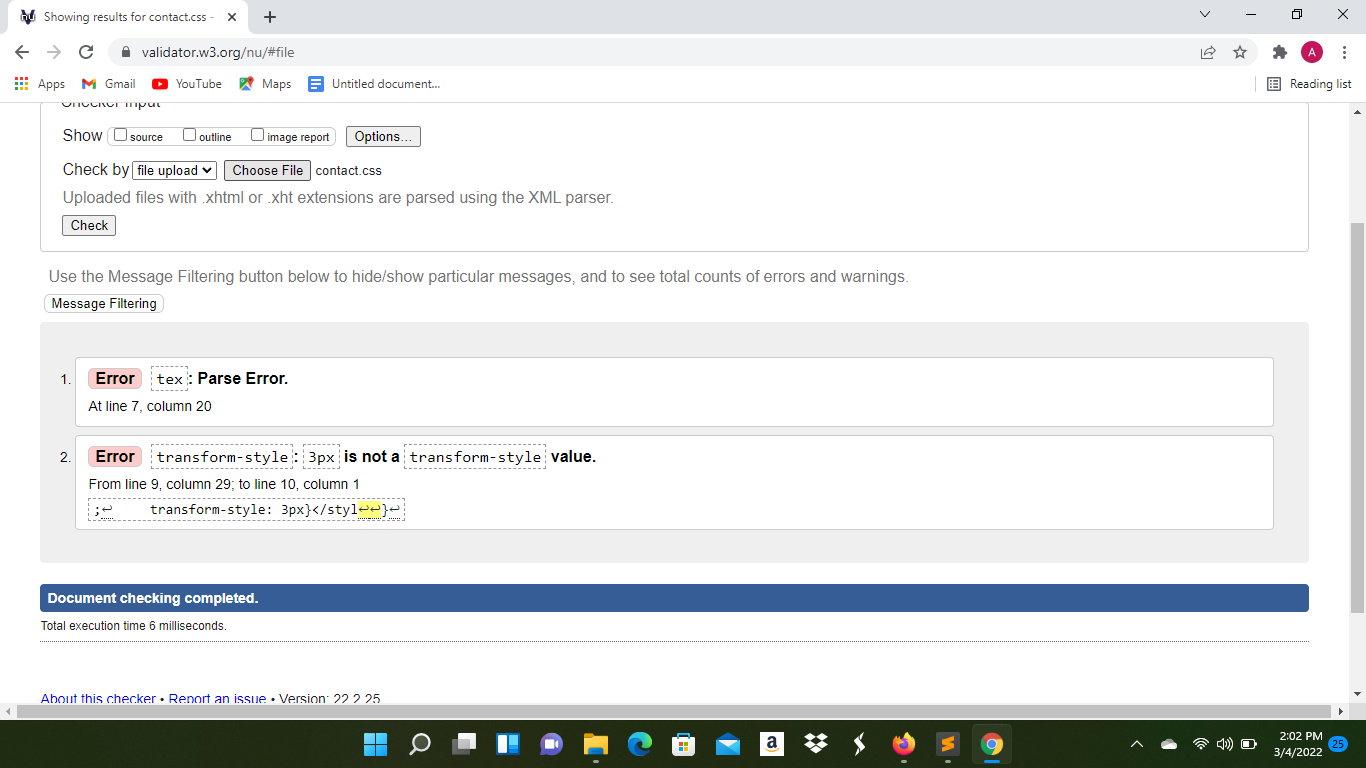 Showing results for contact.css -
validator.w3.org/nu/#file
A
Apps Gmail YouTube Maps Untitled document... Reading list
Checker Input
Show source outline image report Options...
Check by file upload Choose File contact.css
Uploaded files with .xhtml or .xht extensions are parsed using the XML parser.
Check
Use the Message Filtering button below to hide/show particular messages, and to see total counts of errors and warnings.
Message Filtering
1. Error tex: Parse Error.
At line 7, column 20
2. Error transform-style: 3px is not a transform-style value.
From line 9, column 29; to line 10, column 1
;↩ transform-style: 3px}</styl↩↩}↩
Document checking completed.
Total execution time 6 milliseconds.
About this checker • Report an issue • Version: 22.2.25
2:02 PM
3/4/2022
25